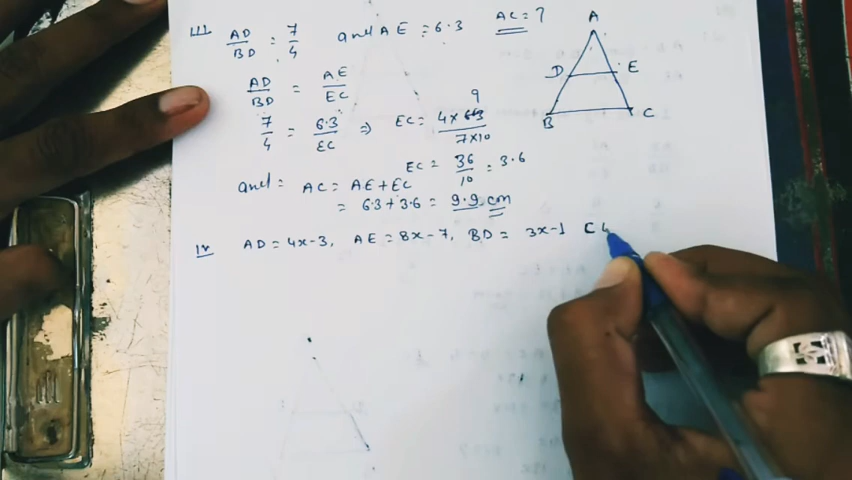 iii AD/BD = 7/4 and AE = 6.3 AC = ?
AD/BD = AE/EC
7/4 = 6.3/EC ⇒ EC = 4 × 63/7×10
9
EC = 36/10 = 3.6
and = AC = AE + EC
= 6.3 + 3.6 = 9.9 cm
iv AD = 4x-3, AE = 8x-7, BD = 3x-1 C
A
D E
B C